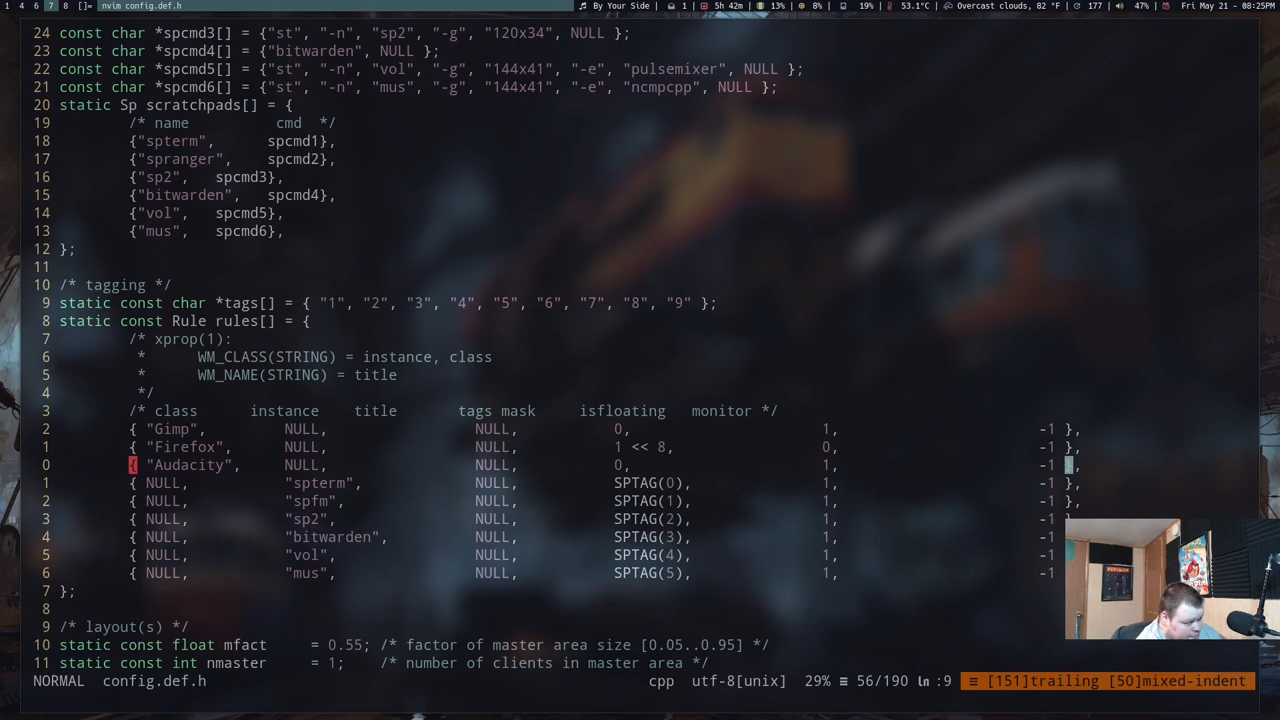 1 4 6 7 8 []= nvim config.def.h By Your Side 1 5h 42m 13% 8% 19% 53.1°C Overcast clouds, 82 °F 177 47% Fri May 21 - 08:25PM
24 const char *spcmd3[] = {"st", "-n", "sp2", "-g", "120x34", NULL };
23 const char *spcmd4[] = {"bitwarden", NULL };
22 const char *spcmd5[] = {"st", "-n", "vol", "-g", "144x41", "-e", "pulsemixer", NULL };
21 const char *spcmd6[] = {"st", "-n", "mus", "-g", "144x41", "-e", "ncmpcpp", NULL };
20 static Sp scratchpads[] = {
19 /* name cmd */
18 {"spterm", spcmd1},
17 {"spranger", spcmd2},
16 {"sp2", spcmd3},
15 {"bitwarden", spcmd4},
14 {"vol", spcmd5},
13 {"mus", spcmd6},
12 };
11
10 /* tagging */
9 static const char *tags[] = { "1", "2", "3", "4", "5", "6", "7", "8", "9" };
8 static const Rule rules[] = {
7 /* xprop(1):
6 * WM_CLASS(STRING) = instance, class
5 * WM_NAME(STRING) = title
4 */
3 /* class instance title tags mask isfloating monitor */
2 { "Gimp", NULL, NULL, 0, 1, -1 },
1 { "Firefox", NULL, NULL, 1 << 8, 0, -1 },
0 { "Audacity", NULL, NULL, 0, 1, -1 },
1 { NULL, "spterm", NULL, SPTAG(0), 1, -1 },
2 { NULL, "spfm", NULL, SPTAG(1), 1, -1 },
3 { NULL, "sp2", NULL, SPTAG(2), 1, -1 },
4 { NULL, "bitwarden", NULL, SPTAG(3), 1, -1
5 { NULL, "vol", NULL, SPTAG(4), 1, -1
6 { NULL, "mus", NULL, SPTAG(5), 1, -1
7 };
8
9 /* layout(s) */
10 static const float mfact = 0.55; /* factor of master area size [0.05..0.95] */
11 static const int nmaster = 1; /* number of clients in master area */
NORMAL config.def.h cpp utf-8[unix] 29% ≡ 56/190 ln :9 ≡ [151]trailing [50]mixed-indent